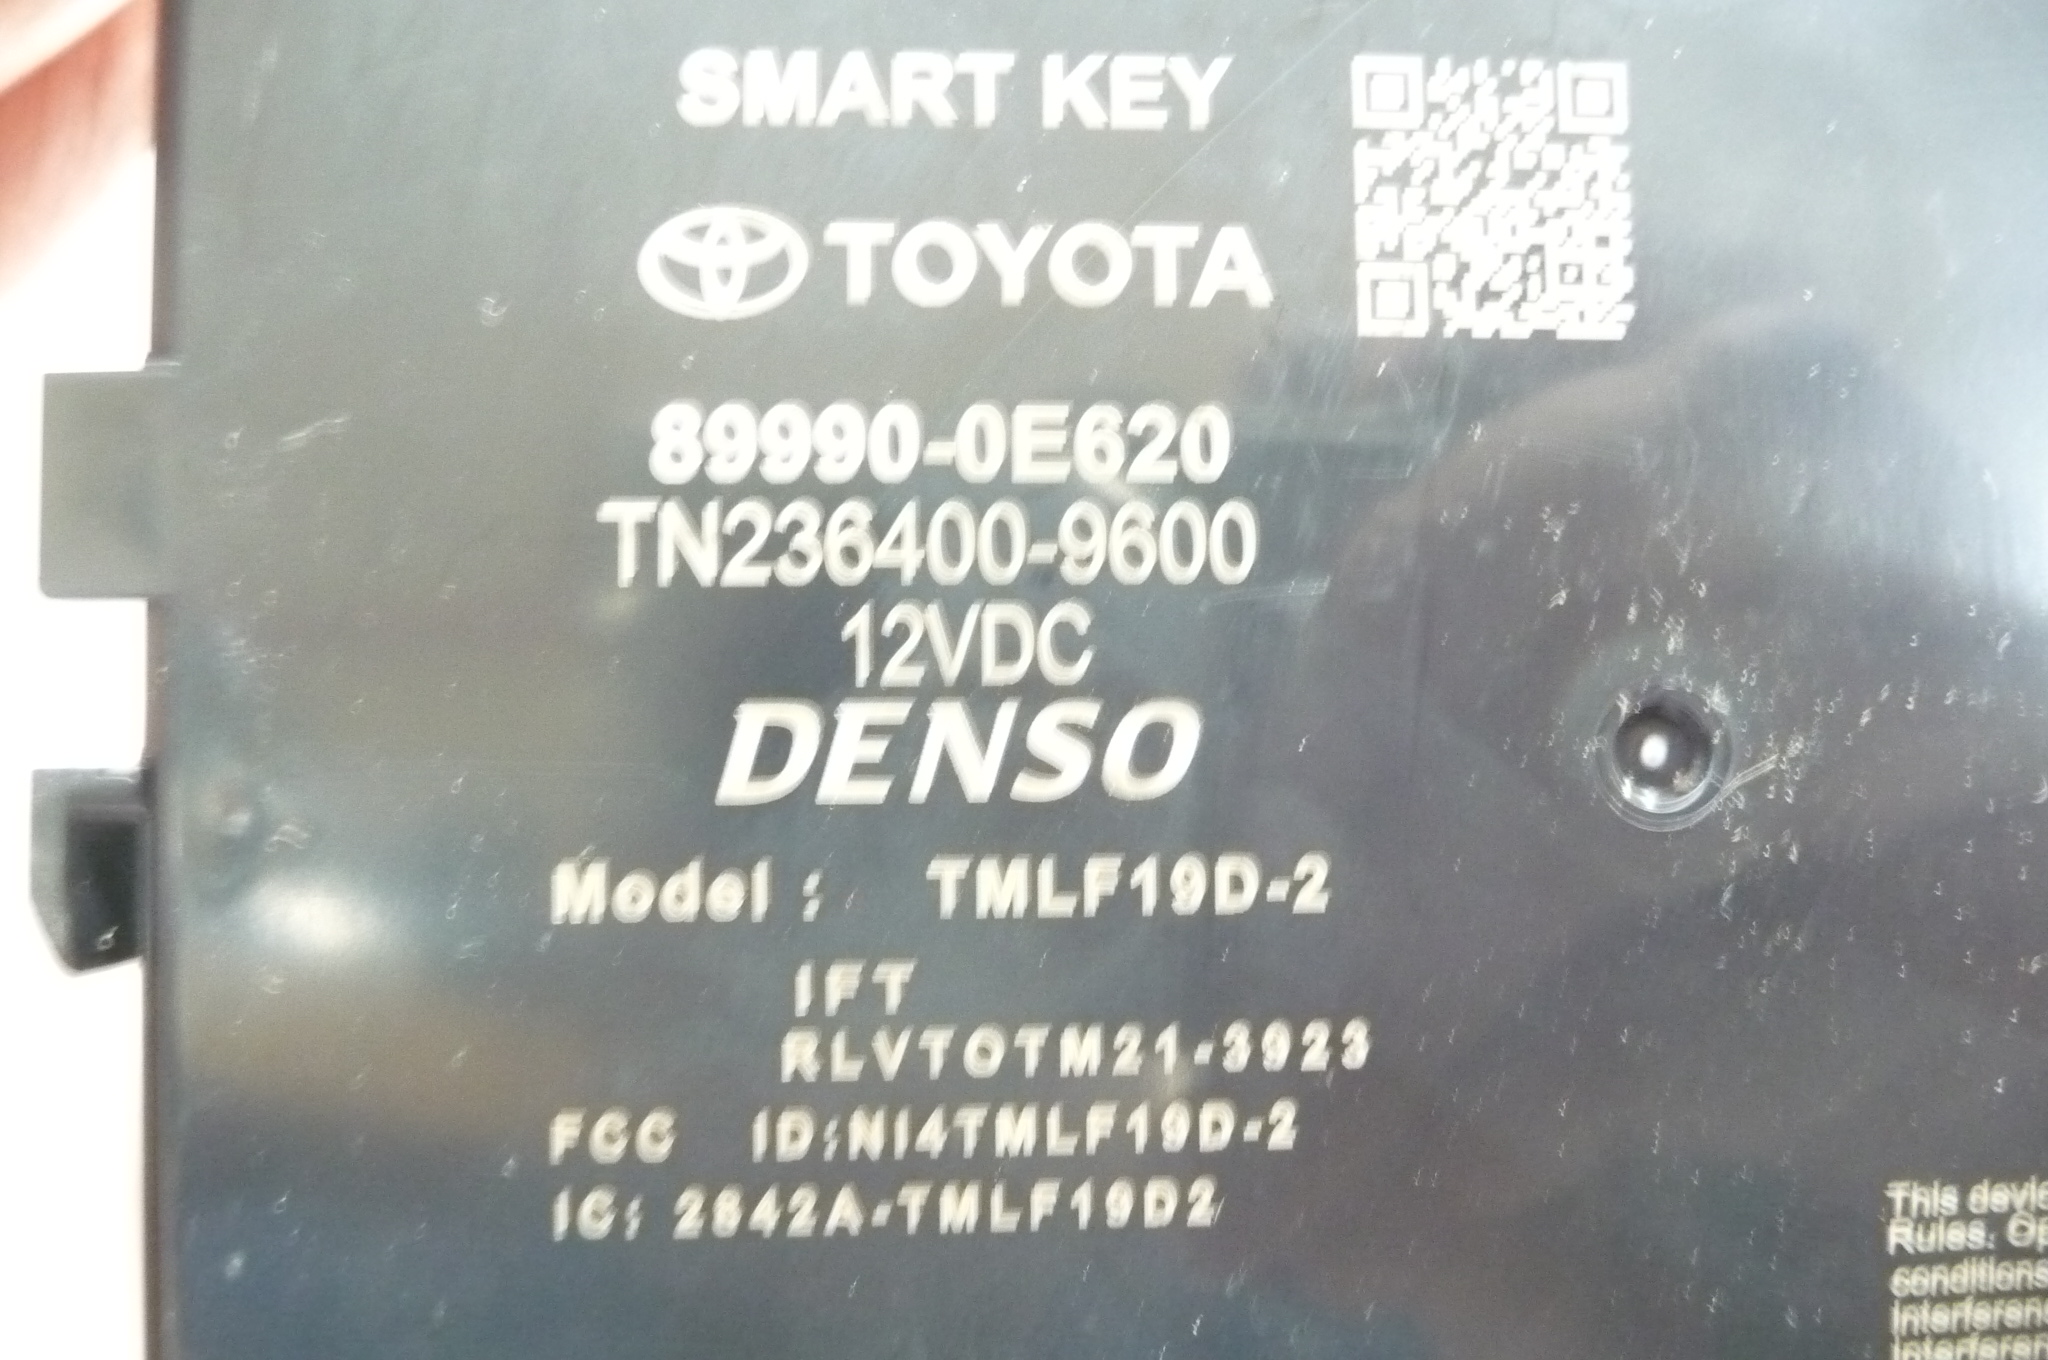 SMART KEY
TOYOTA
89990-0E620
TN236400-9600
12VDC
DENSO
Model : TMLF19D-2
IFT
RLVTOTM21-3923
FCC ID:NI4TMLF19D-2
IC: 2842A-TMLF19D2
This devic
Rules. Op
conditions
Interferen
Interferen